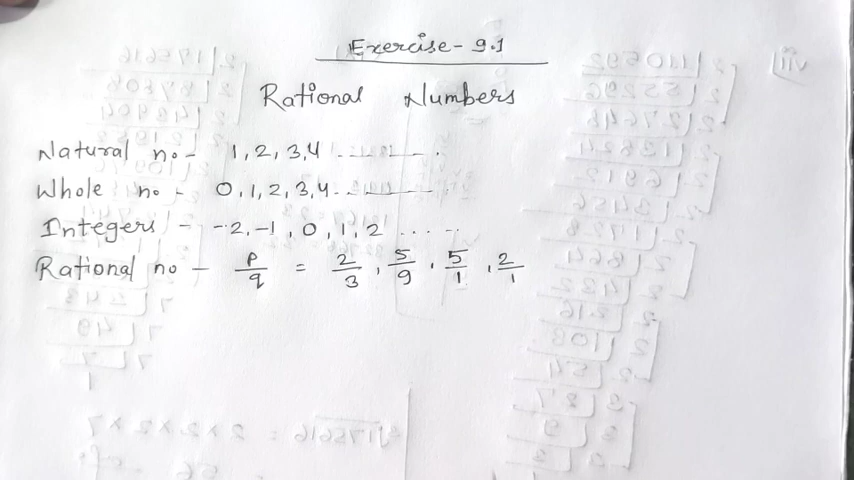 Exercise - 9.1
Rational Numbers
Natural no - 1, 2, 3, 4 ..........
Whole no - 0, 1, 2, 3, 4 ..........
Integers - -2, -1, 0, 1, 2 .....
Rational no - p/q = 2/3, 5/9, 5/1, 2/1